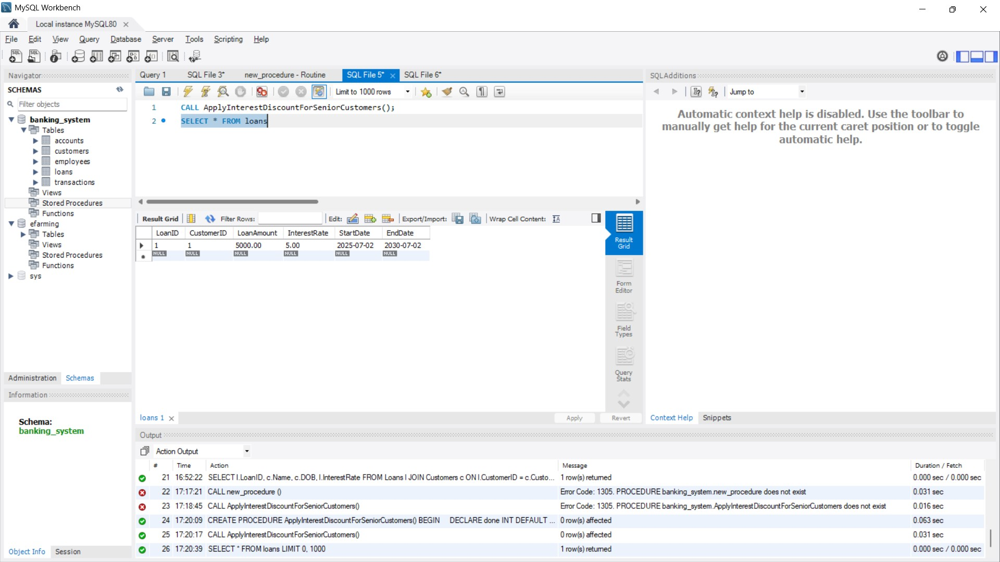 MySQL Workbench
Local instance MySQL80
File Edit View Query Database Server Tools Scripting Help
Navigator
SCHEMAS
Filter objects
banking_system
Tables
accounts
customers
employees
loans
transactions
Views
Stored Procedures
Functions
efarming
Tables
Views
Stored Procedures
Functions
sys
Administration Schemas
Information
Schema:
banking_system
Object Info Session
Query 1 SQL File 3* new_procedure - Routine SQL File 5* SQL File 6*
Limit to 1000 rows
1 CALL ApplyInterestDiscountForSeniorCustomers();
2 SELECT * FROM loans
Result Grid Filter Rows: Edit: Export/Import: Wrap Cell Content:
LoanID CustomerID LoanAmount InterestRate StartDate EndDate
1 1 5000.00 5.00 2025-07-02 2030-07-02
NULL NULL NULL NULL NULL NULL
Result
Grid
Form
Editor
Field
Types
Query
Stats
loans 1
Apply Revert
SQLAdditions
Jump to
Automatic context help is disabled. Use the toolbar to
manually get help for the current caret position or to toggle
automatic help.
Context Help Snippets
Output
Action Output
# Time Action Message Duration / Fetch
21 16:52:22 SELECT l.LoanID, c.Name, c.DOB, l.InterestRate FROM Loans l JOIN Customers c ON l.CustomerID = c.Custo... 1 row(s) returned 0.000 sec / 0.000 sec
22 17:17:21 CALL new_procedure () Error Code: 1305. PROCEDURE banking_system.new_procedure does not exist 0.031 sec
23 17:18:45 CALL ApplyInterestDiscountForSeniorCustomers() Error Code: 1305. PROCEDURE banking_system.ApplyInterestDiscountForSeniorCustomers does not exist 0.016 sec
24 17:20:09 CREATE PROCEDURE ApplyInterestDiscountForSeniorCustomers() BEGIN DECLARE done INT DEFAULT ... 0 row(s) affected 0.063 sec
25 17:20:17 CALL ApplyInterestDiscountForSeniorCustomers() 0 row(s) affected 0.031 sec
26 17:20:39 SELECT * FROM loans LIMIT 0, 1000 1 row(s) returned 0.000 sec / 0.000 sec